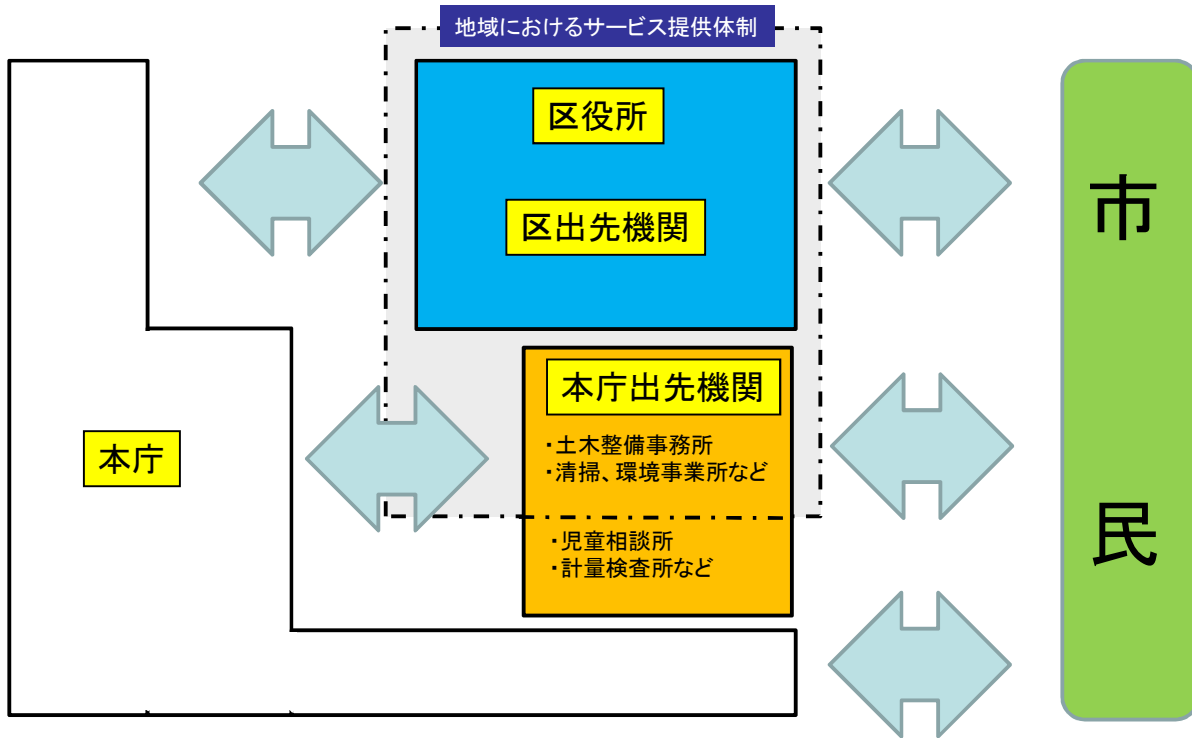 地域におけるサービス提供体制
区役所
区出先機関
本庁
本庁出先機関
・土木整備事務所
・清掃、環境事業所など
・児童相談所
・計量検査所など
市
民